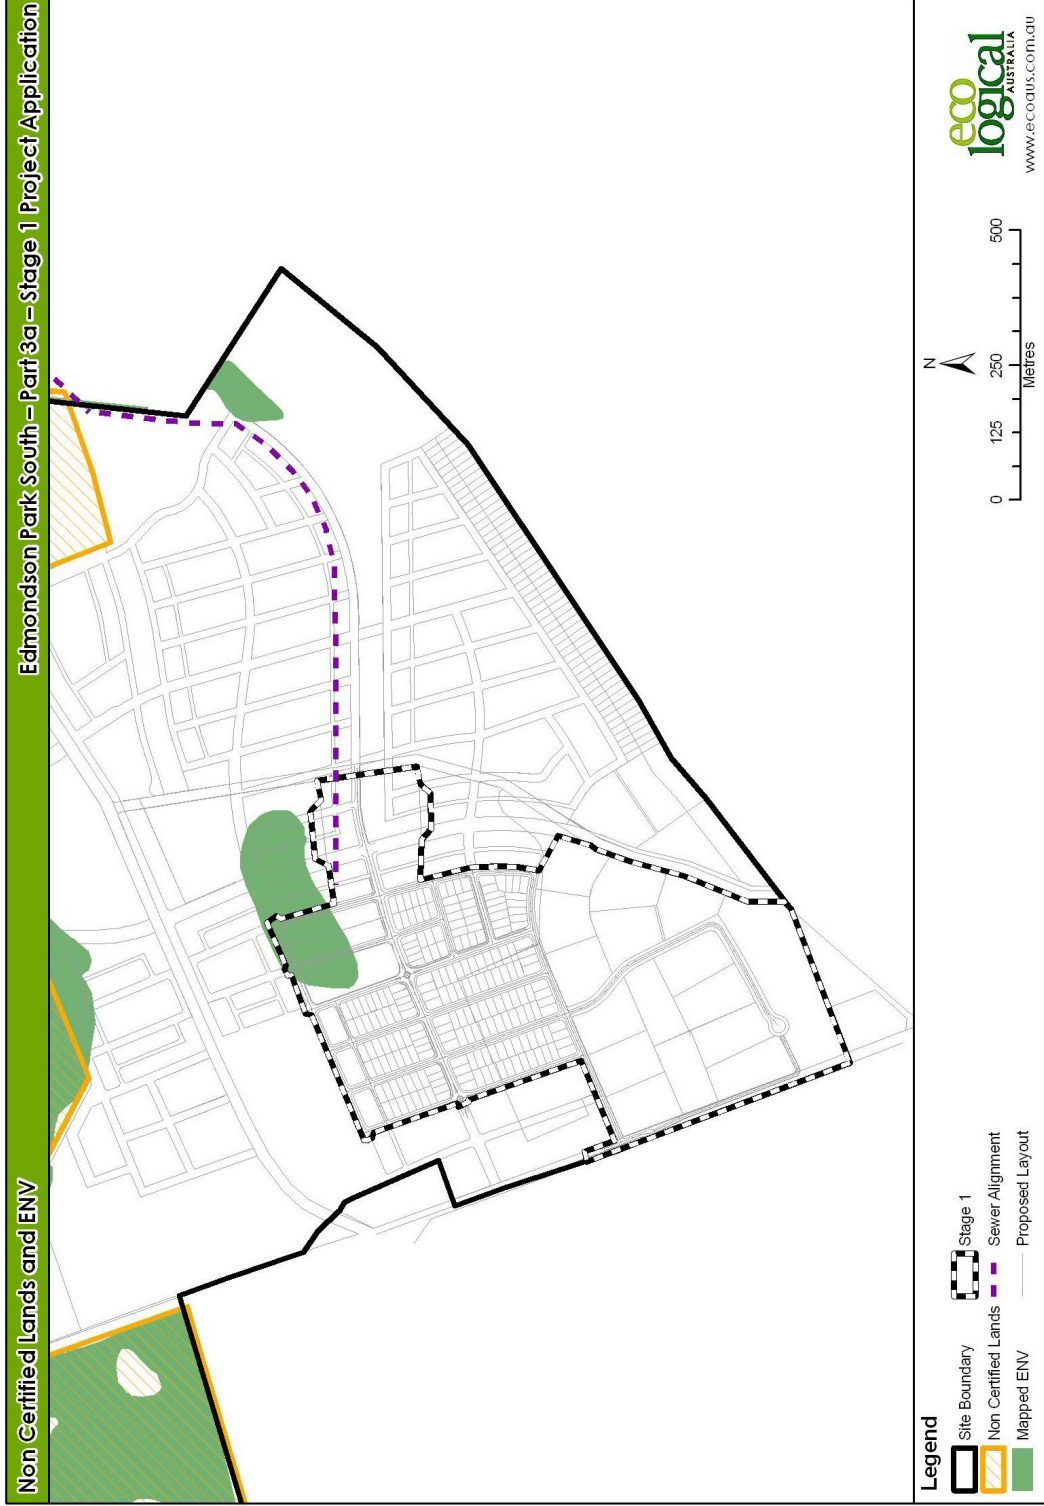 Non Certified Lands and ENV
Edmondson Park South – Part 3a – Stage 1 Project Application
Legend
Site Boundary
Non Certified Lands
Mapped ENV
Stage 1
Sewer Alignment
Proposed Layout
N
0 125 250 500
Metres
eco
logical
AUSTRALIA
www.ecoaus.com.au